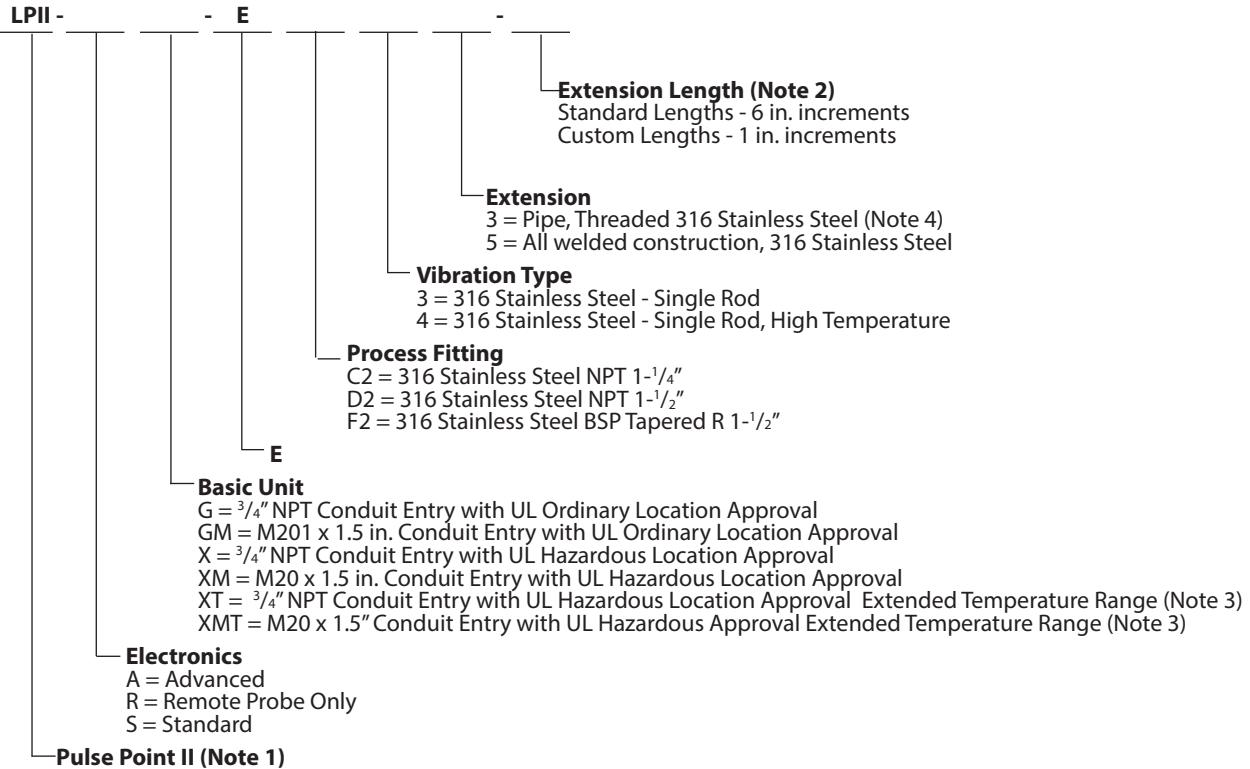 LPII - - E -
Extension Length (Note 2)
Standard Lengths - 6 in. increments
Custom Lengths - 1 in. increments
Extension
3 = Pipe, Threaded 316 Stainless Steel (Note 4)
5 = All welded construction, 316 Stainless Steel
Vibration Type
3 = 316 Stainless Steel - Single Rod
4 = 316 Stainless Steel - Single Rod, High Temperature
Process Fitting
C2 = 316 Stainless Steel NPT 1-1/4"
D2 = 316 Stainless Steel NPT 1-1/2"
F2 = 316 Stainless Steel BSP Tapered R 1-1/2"
E
Basic Unit
G = 3/4" NPT Conduit Entry with UL Ordinary Location Approval
GM = M201 x 1.5 in. Conduit Entry with UL Ordinary Location Approval
X = 3/4" NPT Conduit Entry with UL Hazardous Location Approval
XM = M20 x 1.5 in. Conduit Entry with UL Hazardous Location Approval
XT = 3/4" NPT Conduit Entry with UL Hazardous Location Approval Extended Temperature Range (Note 3)
XMT = M20 x 1.5" Conduit Entry with UL Hazardous Approval Extended Temperature Range (Note 3)
Electronics
A = Advanced
R = Remote Probe Only
S = Standard
Pulse Point II (Note 1)